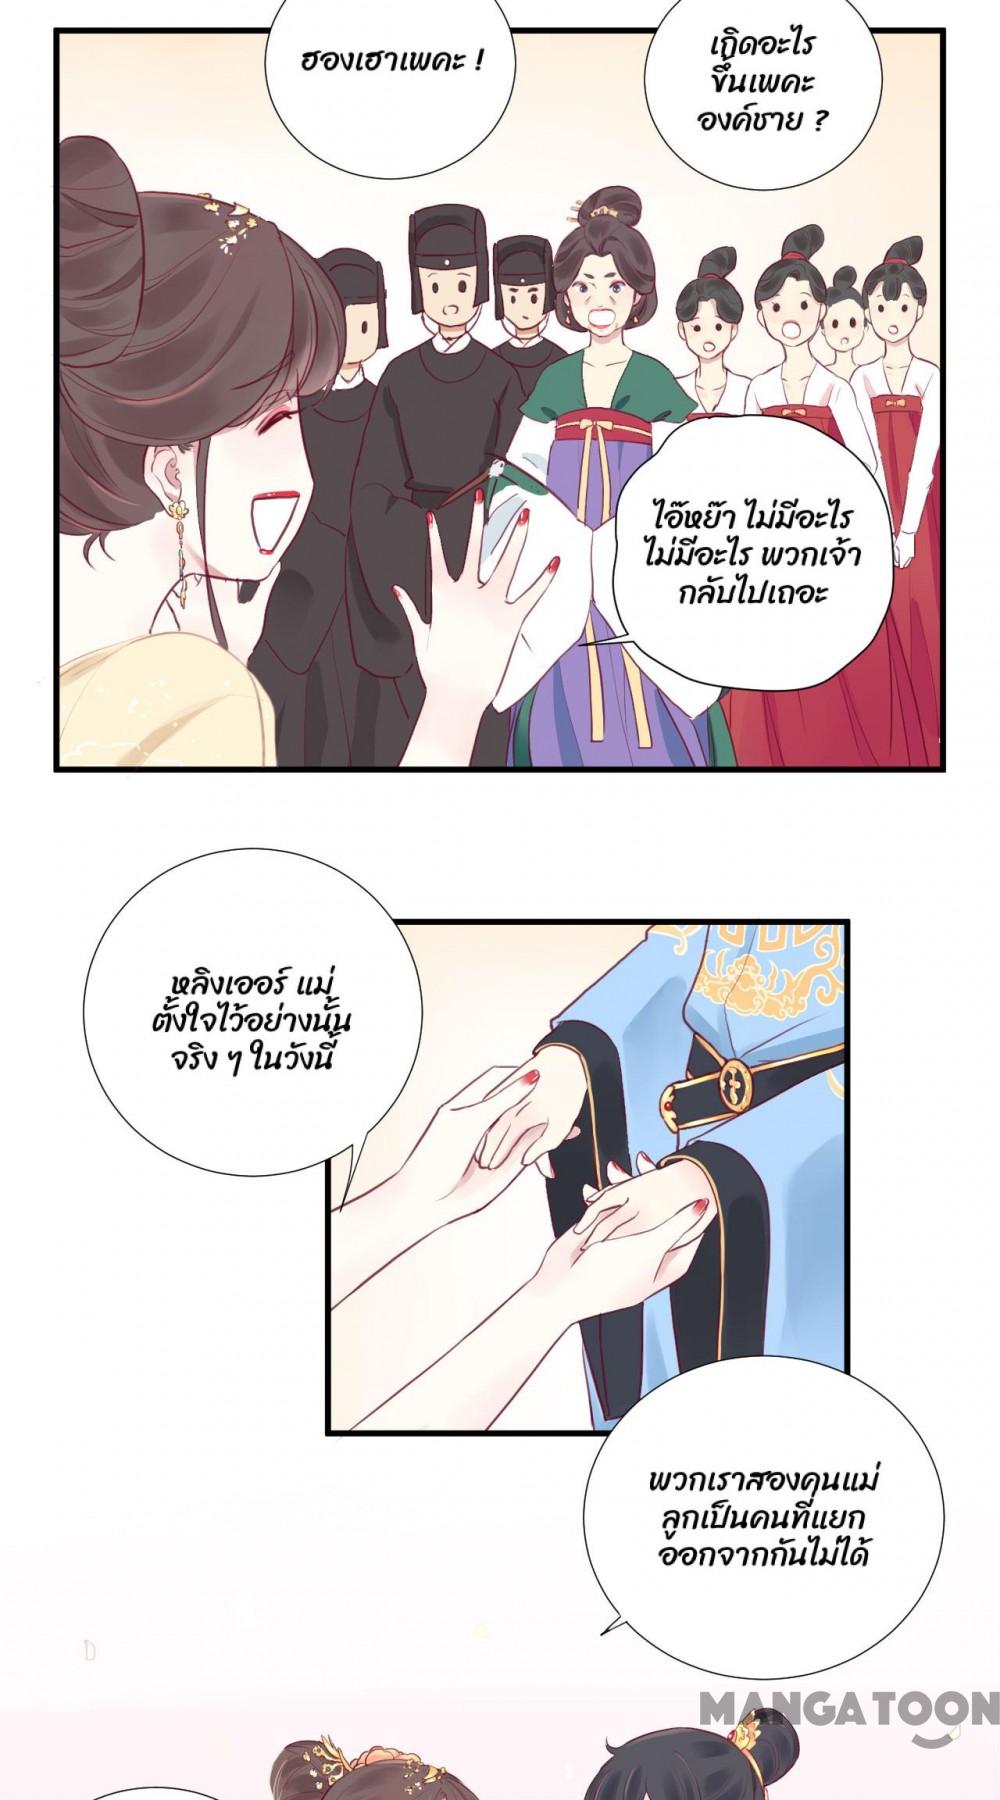 ฮองเฮาเพคะ !
เกิดอะไร
ขึ้นเพคะ
องค์ชาย ?
ไอ๊หย๊า ไม่มีอะไร
ไม่มีอะไร พวกเจ้า
กลับไปเถอะ
หลิงเออร์ แม่
ตั้งใจไว้อย่างนั้น
จริง ๆ ในวังนี้
พวกเราสองคนแม่
ลูกเป็นคนที่แยก
ออกจากกันไม่ได้
MANGATOON